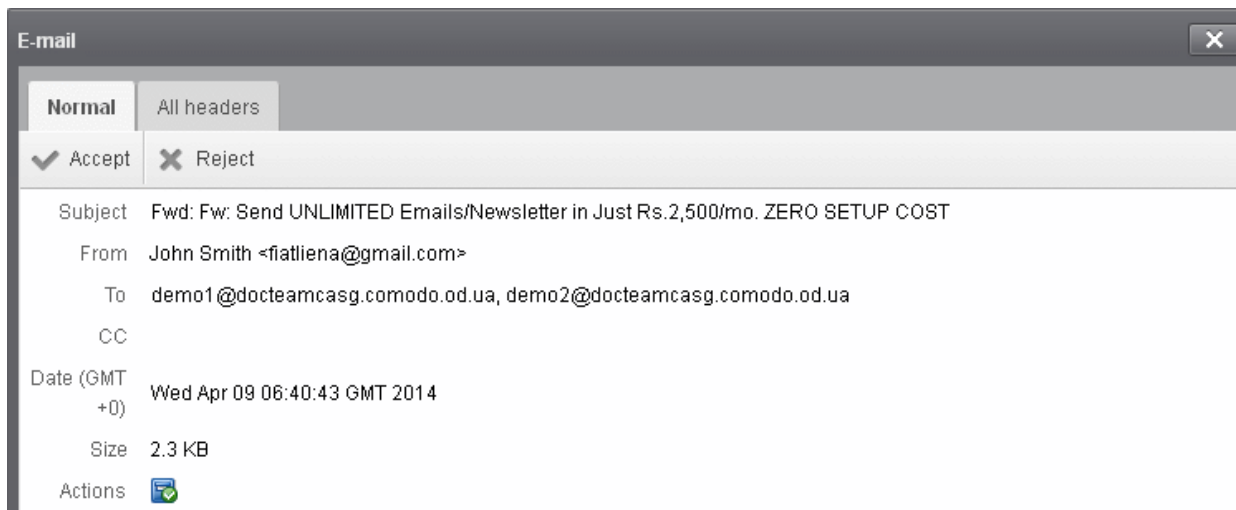 E-mail
Normal All headers
Accept Reject
Subject Fwd: Fw: Send UNLIMITED Emails/Newsletter in Just Rs.2,500/mo. ZERO SETUP COST
From John Smith <fiatliena@gmail.com>
To demo1@docteamcasg.comodo.od.ua, demo2@docteamcasg.comodo.od.ua
CC
Date (GMT
+0) Wed Apr 09 06:40:43 GMT 2014
Size 2.3 KB
Actions